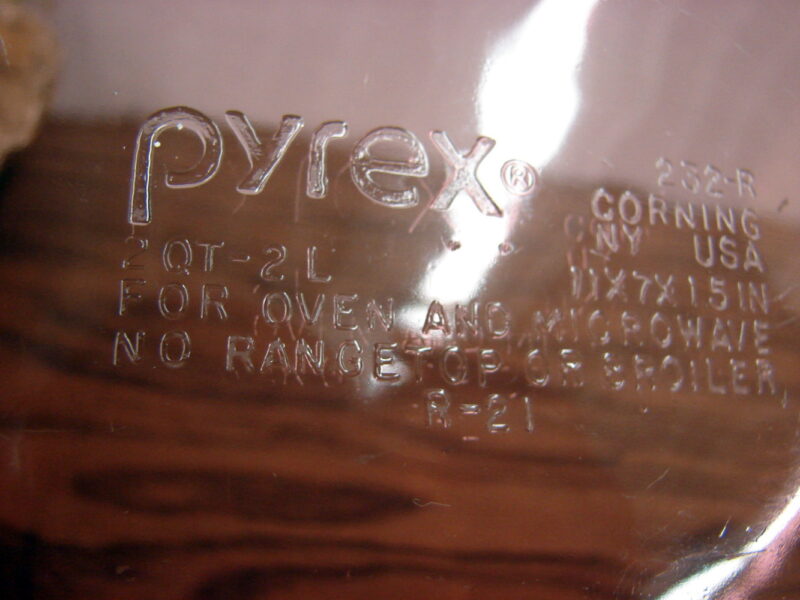 pyrex®
232-R
CORNING
NY USA
2 QT - 2 L
11X7X1.5 IN
FOR OVEN AND MICROWAVE
NO RANGETOP OR BROILER
R-21